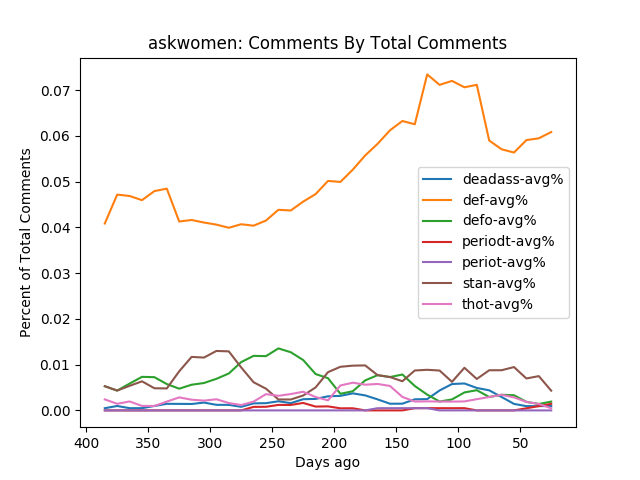 askwomen: Comments By Total Comments
Percent of Total Comments
0.07
0.06
0.05
0.04
0.03
0.02
0.01
0.00
deadass-avg%
def-avg%
defo-avg%
periodt-avg%
periot-avg%
stan-avg%
thot-avg%
400 350 300 250 200 150 100 50
Days ago